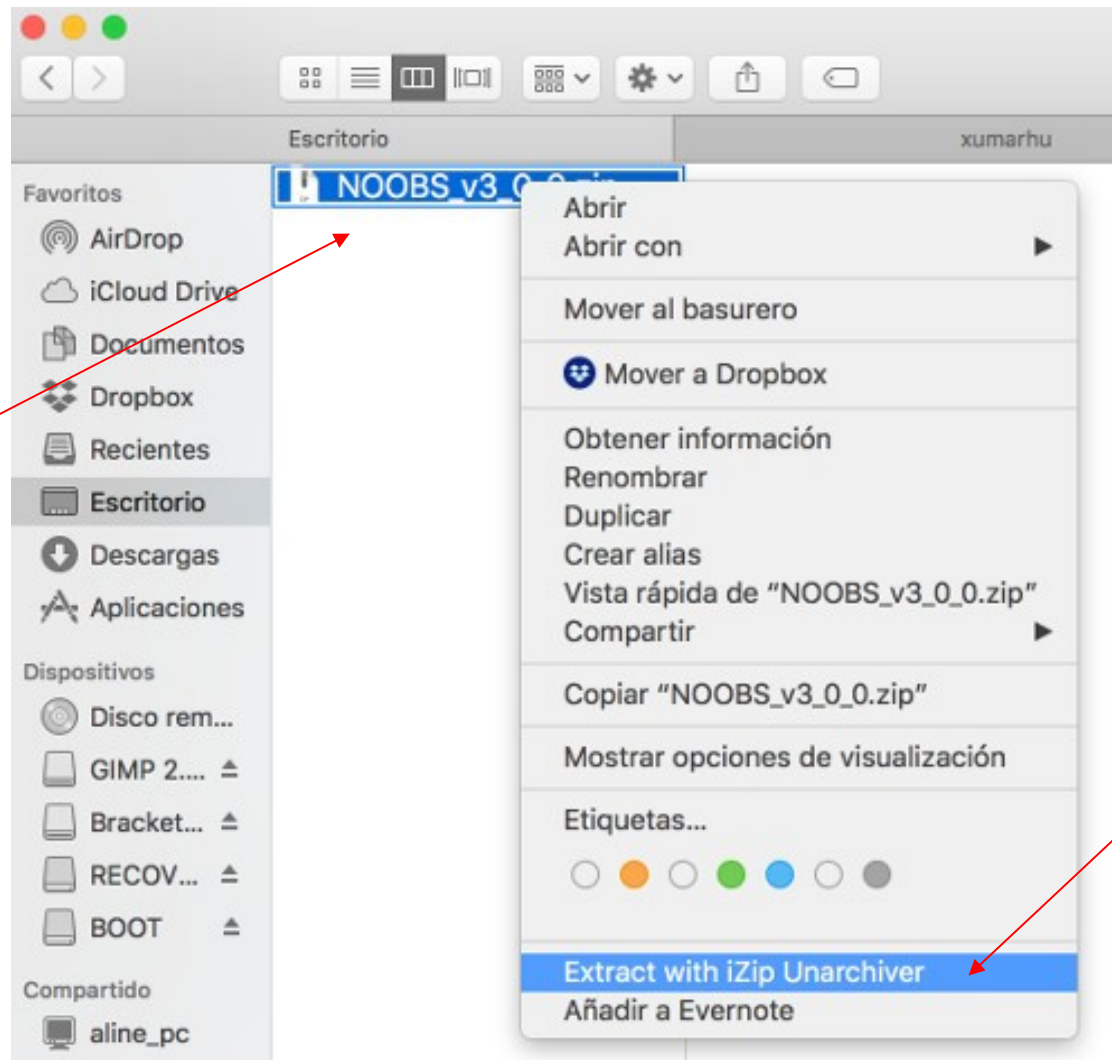 Escritorio
xumarhu
Favoritos
AirDrop
iCloud Drive
Documentos
Dropbox
Recientes
Escritorio
Descargas
Aplicaciones
Dispositivos
Disco rem...
GIMP 2....
Bracket...
RECOV...
BOOT
Compartido
aline_pc
NOOBS_v3_0_0.zip
Abrir
Abrir con
Mover al basurero
Mover a Dropbox
Obtener información
Renombrar
Duplicar
Crear alias
Vista rápida de “NOOBS_v3_0_0.zip”
Compartir
Copiar “NOOBS_v3_0_0.zip”
Mostrar opciones de visualización
Etiquetas...
Extract with iZip Unarchiver
Añadir a Evernote